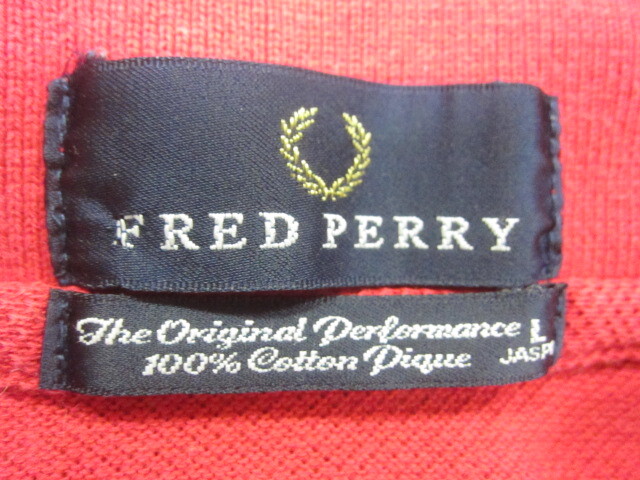 FRED PERRY
The Original Performance L
100% Cotton Pique